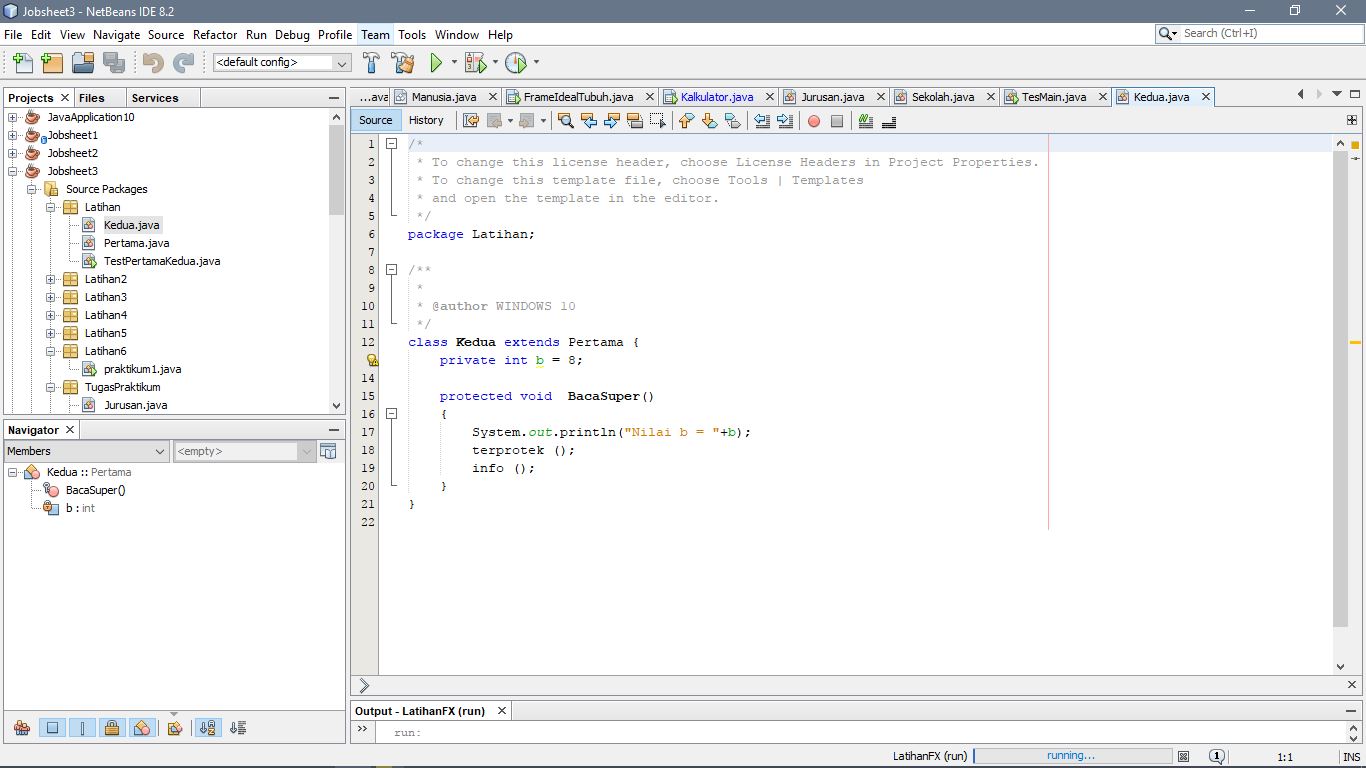 Jobsheet3 - NetBeans IDE 8.2
File Edit View Navigate Source Refactor Run Debug Profile Team Tools Window Help
Search (Ctrl+I)
<default config>
Projects Files Services
JavaApplication10
Jobsheet1
Jobsheet2
Jobsheet3
Source Packages
Latihan
Kedua.java
Pertama.java
TestPertamaKedua.java
Latihan2
Latihan3
Latihan4
Latihan5
Latihan6
praktikum1.java
TugasPraktikum
Jurusan.java
Navigator
Members <empty>
Kedua :: Pertama
BacaSuper()
b : int
...ava Manusia.java FrameIdealTubuh.java Kalkulator.java Jurusan.java Sekolah.java TesMain.java Kedua.java
Source History
1 /*
2 * To change this license header, choose License Headers in Project Properties.
3 * To change this template file, choose Tools | Templates
4 * and open the template in the editor.
5 */
6 package Latihan;
7
8 /**
9 *
10 * @author WINDOWS 10
11 */
12 class Kedua extends Pertama {
private int b = 8;
14
15 protected void  BacaSuper()
16 {
17 System.out.println("Nilai b = "+b);
18 terprotek ();
19 info ();
20 }
21 }
22
Output - LatihanFX (run)
run:
LatihanFX (run) running... 1 1:1 INS